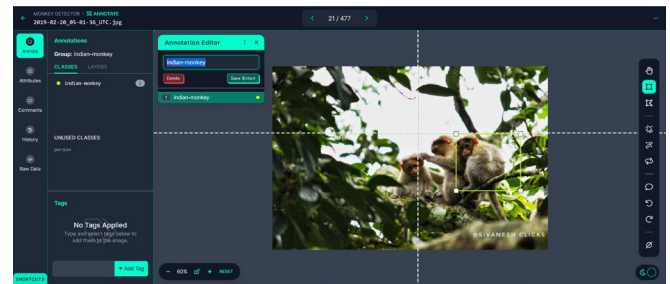 MONKEY DETECTOR > ANNOTATE
2019-02-20_05-01-36_UTC.jpg
< 21 / 477 >
Annots
Attributes
Comments
History
Raw Data
SHORTCUTS
Annotations
Group: indian-monkey
CLASSES LAYERS
indian-monkey
UNUSED CLASSES
person
Tags
No Tags Applied
Type and select tags below to
add them to the image.
+ Add Tag
Annotation Editor
indian-monkey
Delete Save (Enter)
1 indian-monkey
@SIVANESH CLICKS
- 60% + RESET